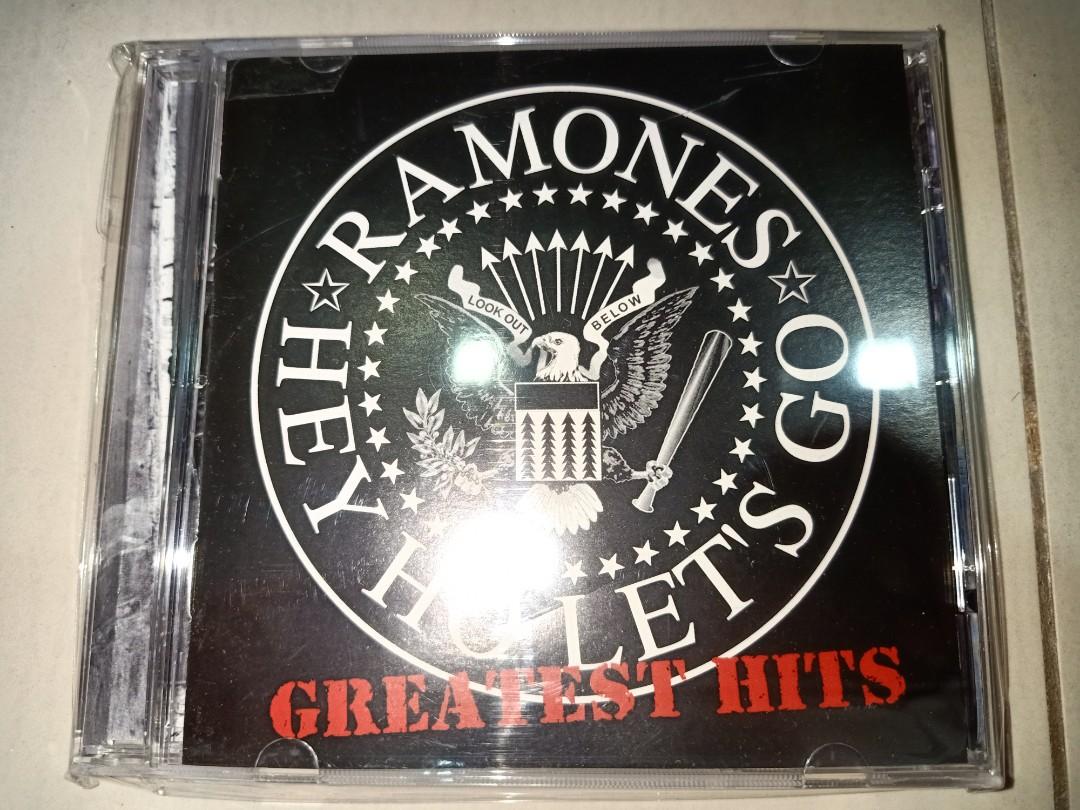 RAMONES
HEY HO LET'S GO
LOOK OUT BELOW
GREATEST HITS